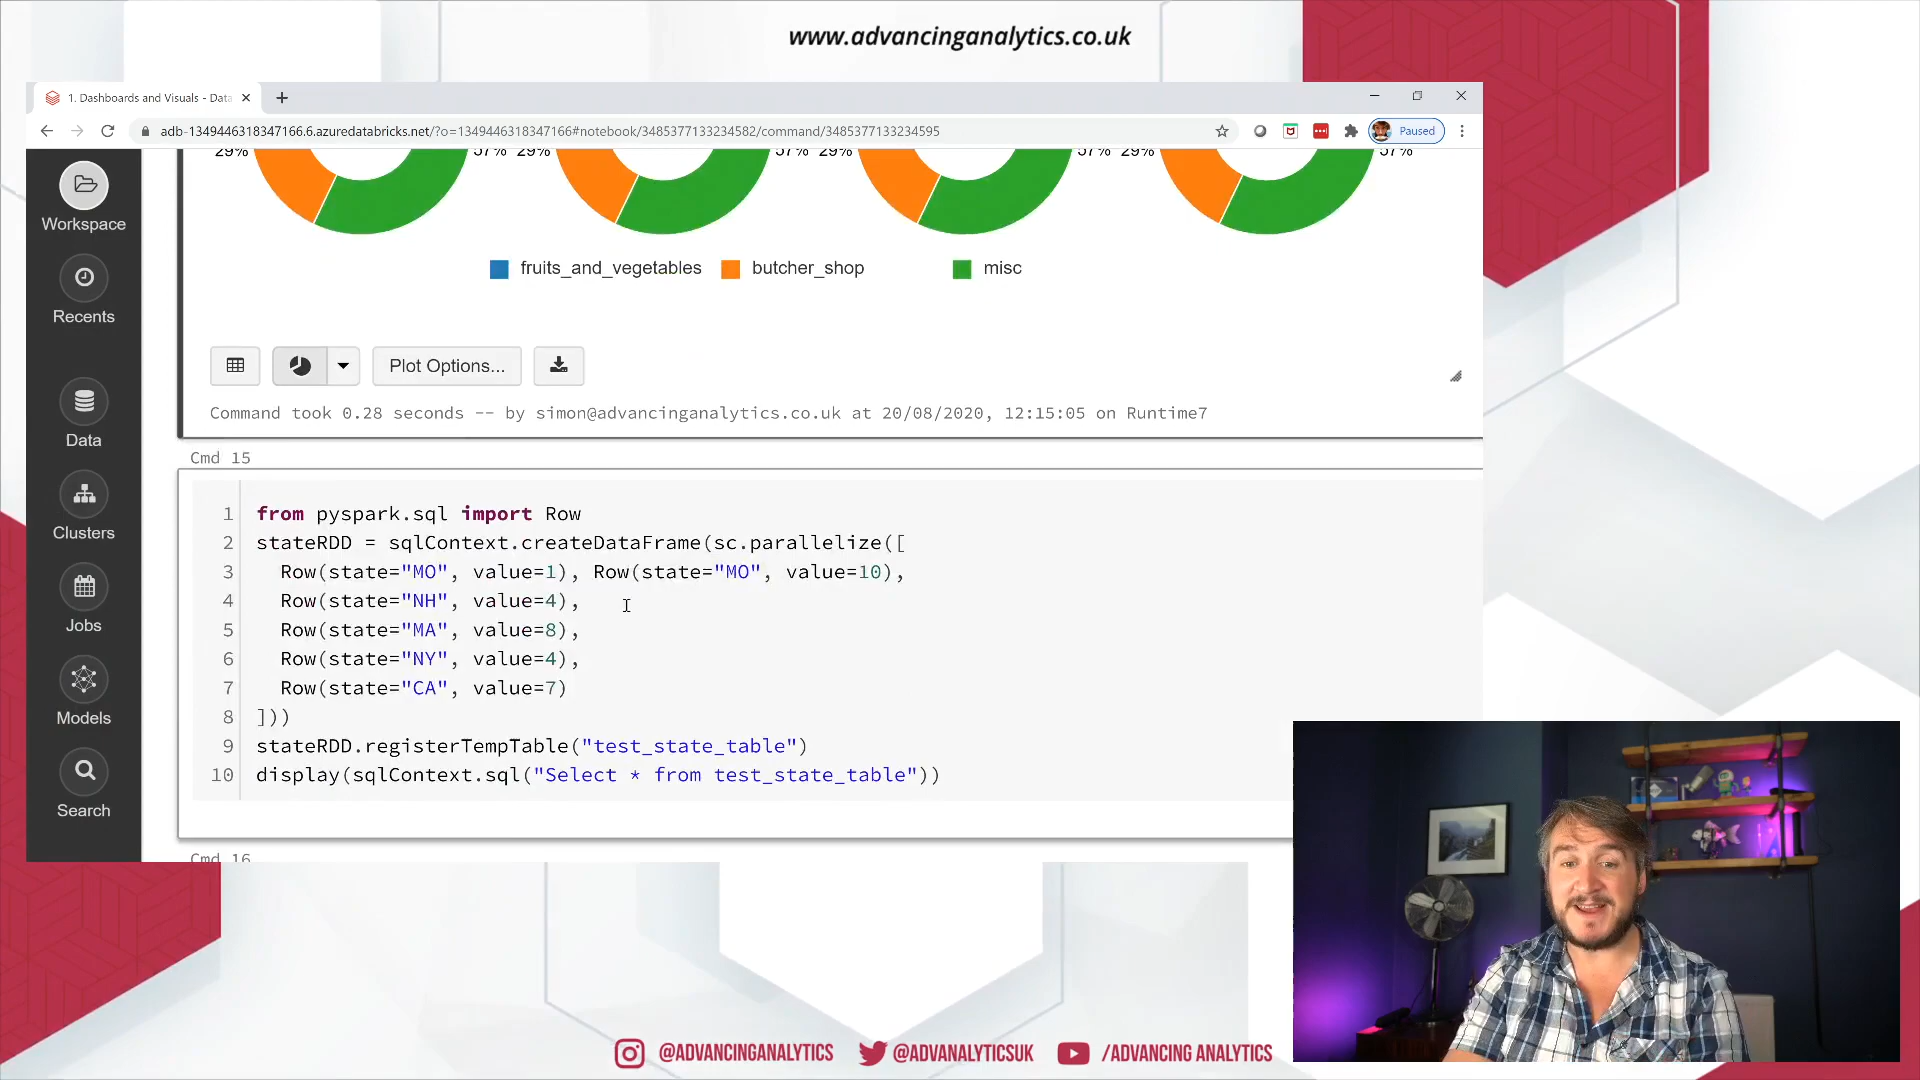 www.advancinganalytics.co.uk
1. Dashboards and Visuals - Data
adb-1349446318347166.6.azuredatabricks.net/?o=1349446318347166#notebook/3485377133234582/command/3485377133234595
Paused
29% 57% 29% 57% 29% 57% 29% 57%
fruits_and_vegetables butcher_shop misc
Plot Options...
Command took 0.28 seconds -- by simon@advancinganalytics.co.uk at 20/08/2020, 12:15:05 on Runtime7
Workspace
Recents
Data
Clusters
Jobs
Models
Search
Cmd 15
1 from pyspark.sql import Row
2 stateRDD = sqlContext.createDataFrame(sc.parallelize([
3 Row(state="MO", value=1), Row(state="MO", value=10),
4 Row(state="NH", value=4),
5 Row(state="MA", value=8),
6 Row(state="NY", value=4),
7 Row(state="CA", value=7)
8 ]))
9 stateRDD.registerTempTable("test_state_table")
10 display(sqlContext.sql("Select * from test_state_table"))
Cmd 16
@ADVANCINGANALYTICS @ADVANALYTICSUK /ADVANCING ANALYTICS